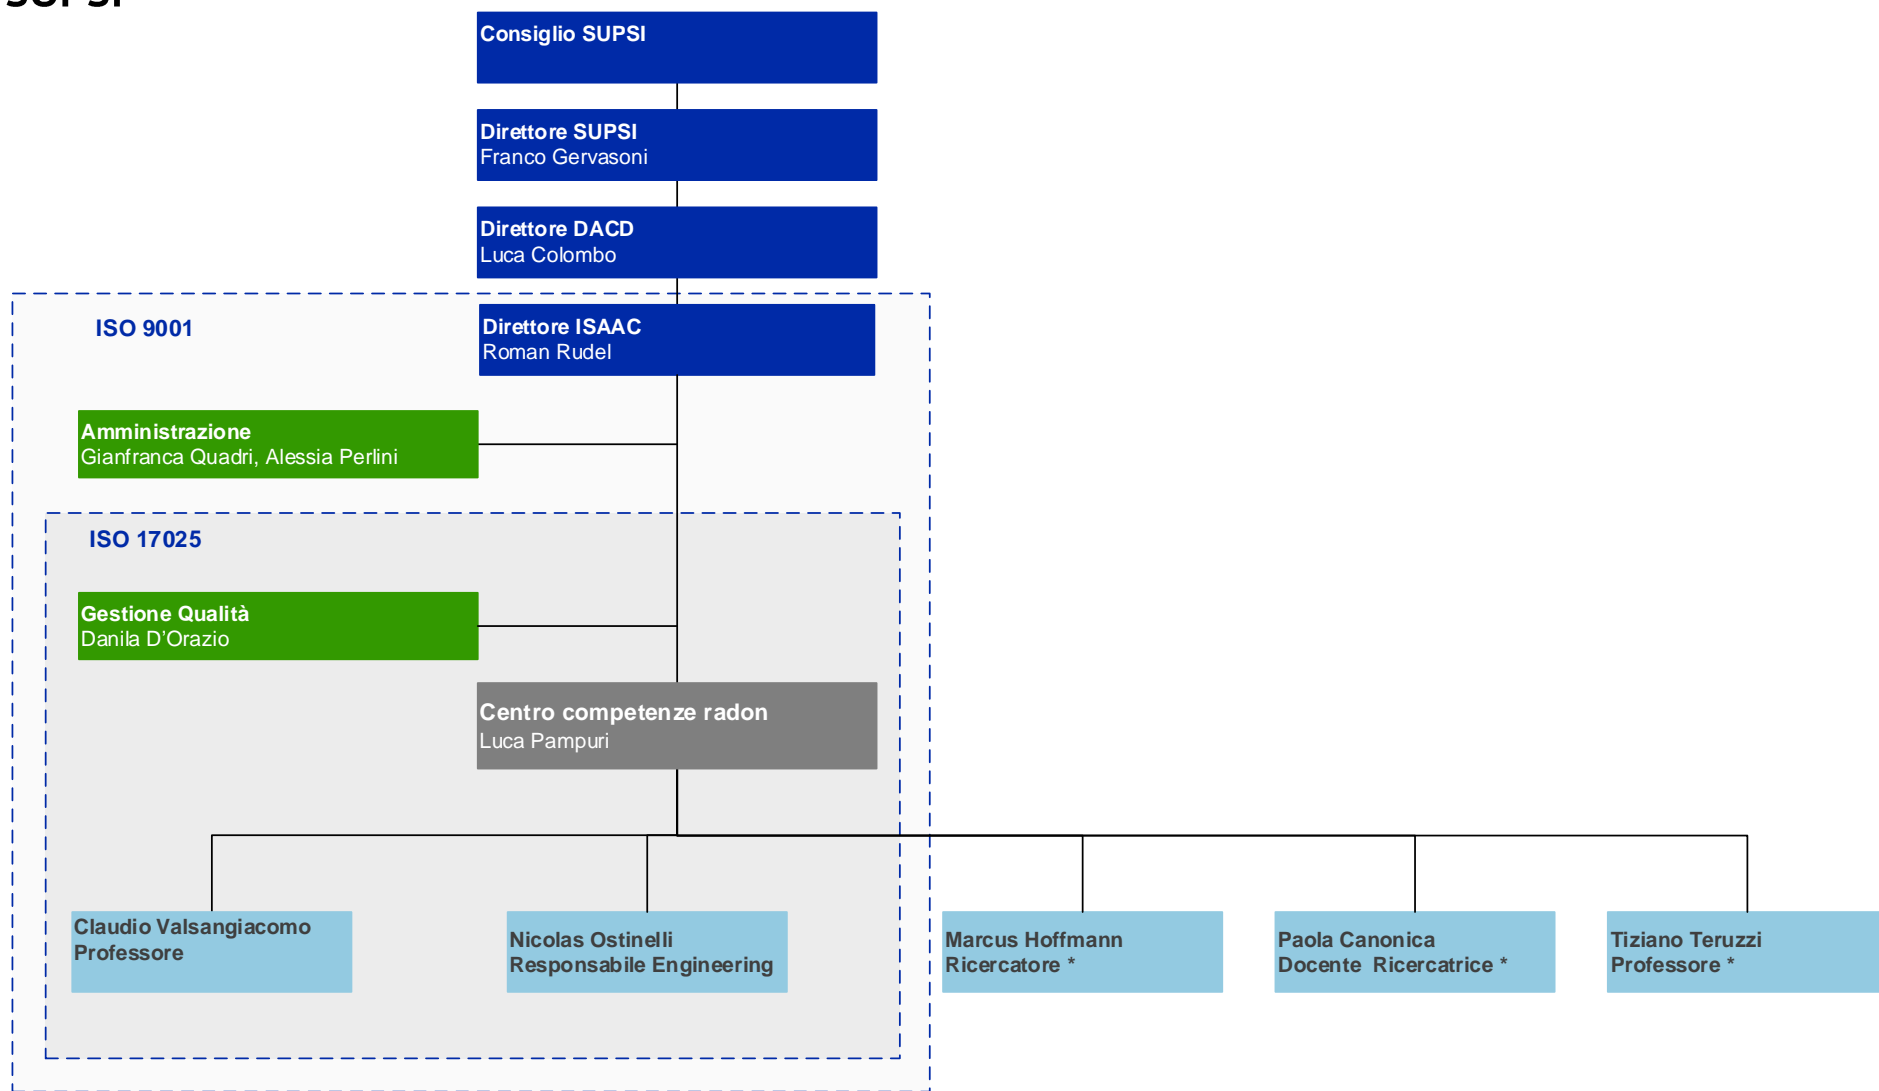 SUPSI
Consiglio SUPSI
Direttore SUPSI
Franco Gervasoni
Direttore DACD
Luca Colombo
ISO 9001
Direttore ISAAC
Roman Rudel
Amministrazione
Gianfranca Quadri, Alessia Perlini
ISO 17025
Gestione Qualità
Danila D’Orazio
Centro competenze radon
Luca Pampuri
Claudio Valsangiacomo
Professore
Nicolas Ostinelli
Responsabile Engineering
Marcus Hoffmann
Ricercatore *
Paola Canonica
Docente Ricercatrice *
Tiziano Teruzzi
Professore *